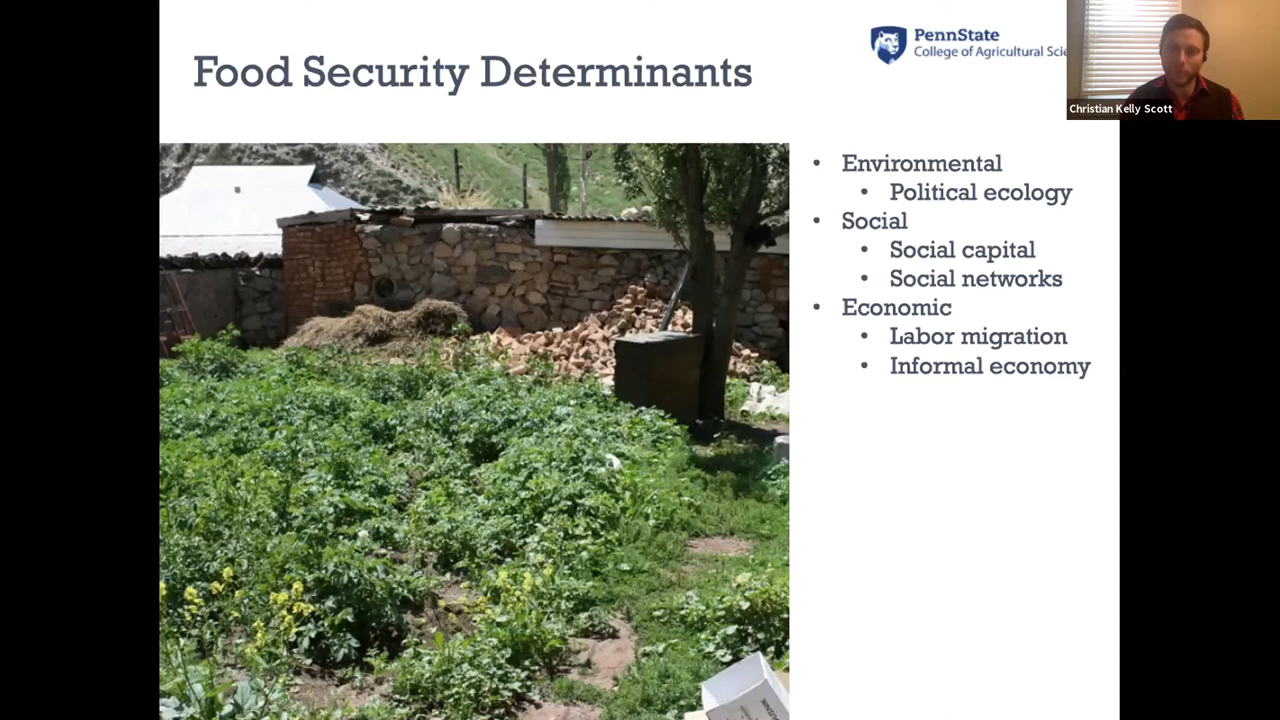 Food Security Determinants
PennState
College of Agricultural Scie
Christian Kelly Scott
• Environmental
• Political ecology
• Social
• Social capital
• Social networks
• Economic
• Labor migration
• Informal economy